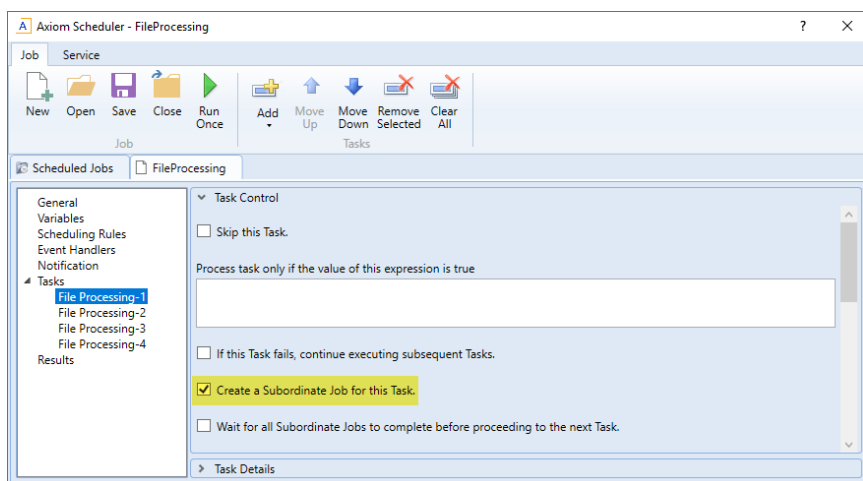 A Axiom Scheduler - FileProcessing ? ×
Job Service
New Open Save Close Run Once Add Move Up Move Down Remove Selected Clear All
Job Tasks
Scheduled Jobs FileProcessing
General
Variables
Scheduling Rules
Event Handlers
Notification
Tasks
File Processing-1
File Processing-2
File Processing-3
File Processing-4
Results
Task Control
Skip this Task.
Process task only if the value of this expression is true
If this Task fails, continue executing subsequent Tasks.
Create a Subordinate Job for this Task.
Wait for all Subordinate Jobs to complete before proceeding to the next Task.
Task Details